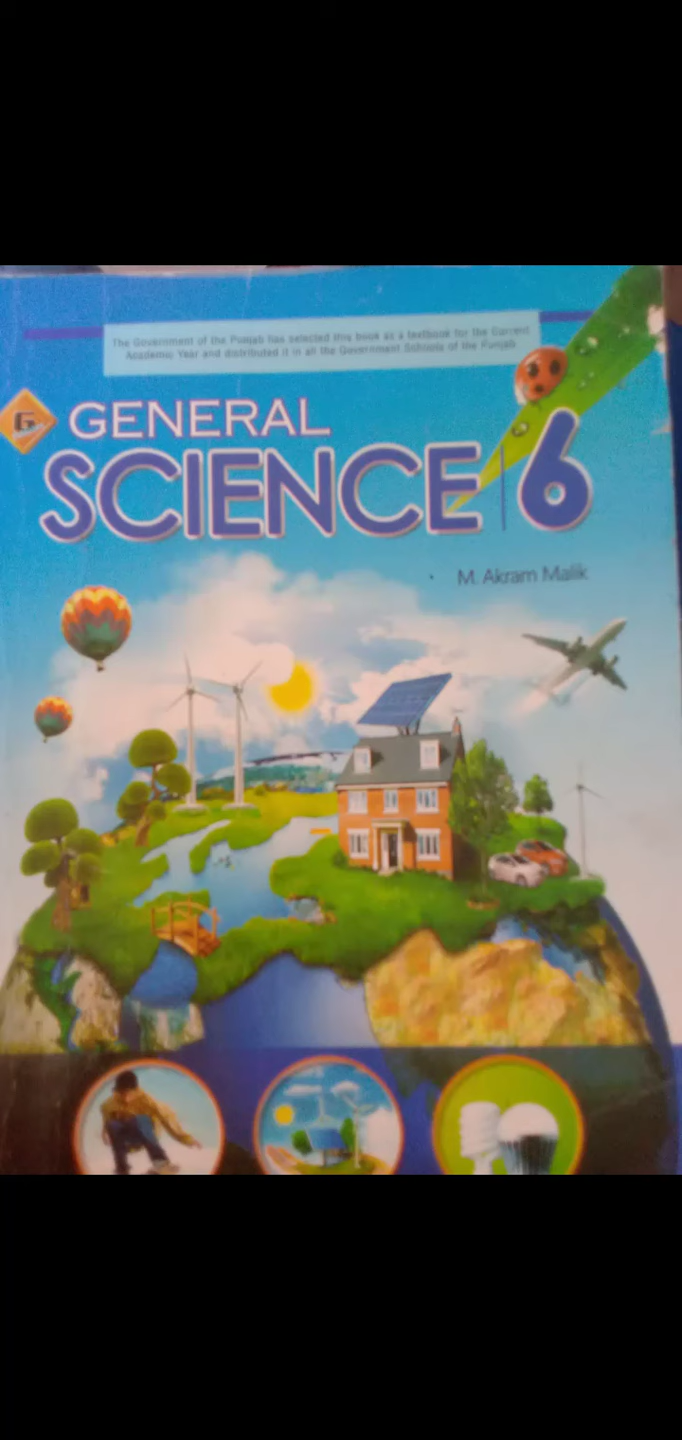 The Government of the Punjab has selected this book as a textbook for the Current
Academic Year and distributed it in all the Government Schools of the Punjab
G
GENERAL
SCIENCE 6
M. Akram Malik